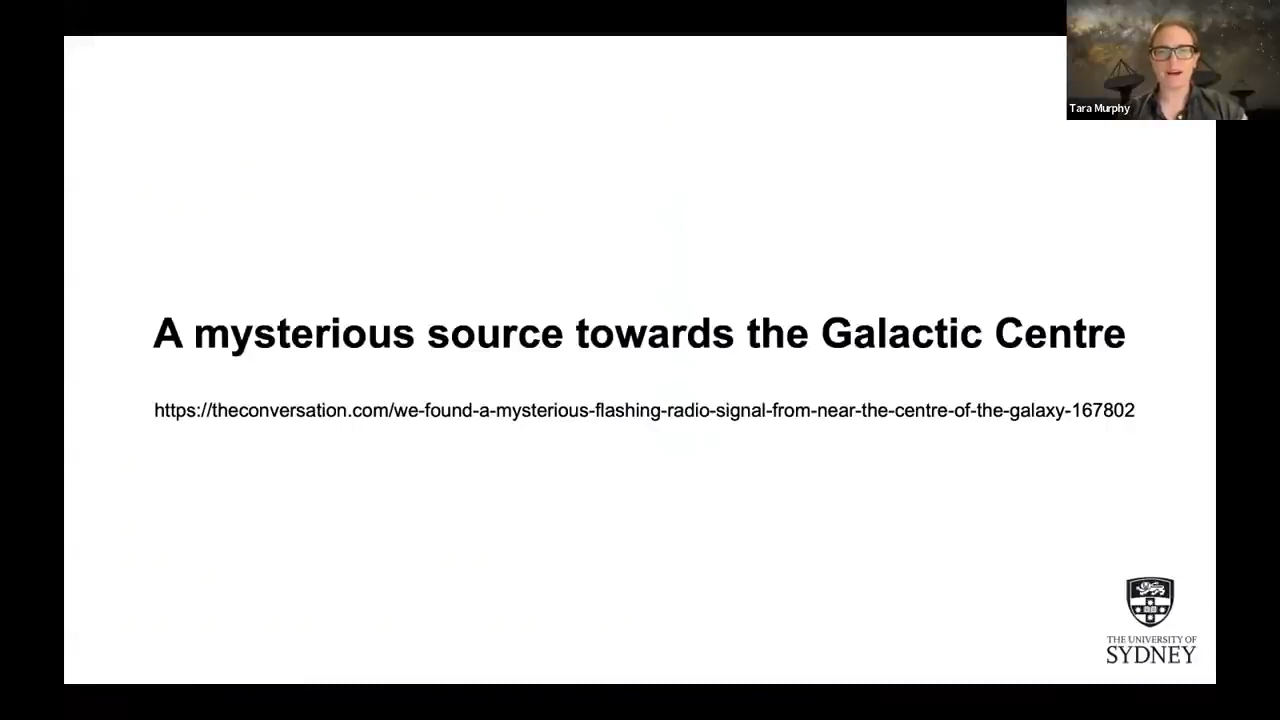 Tara Murphy
A mysterious source towards the Galactic Centre
https://theconversation.com/we-found-a-mysterious-flashing-radio-signal-from-near-the-centre-of-the-galaxy-167802
THE UNIVERSITY OF
SYDNEY